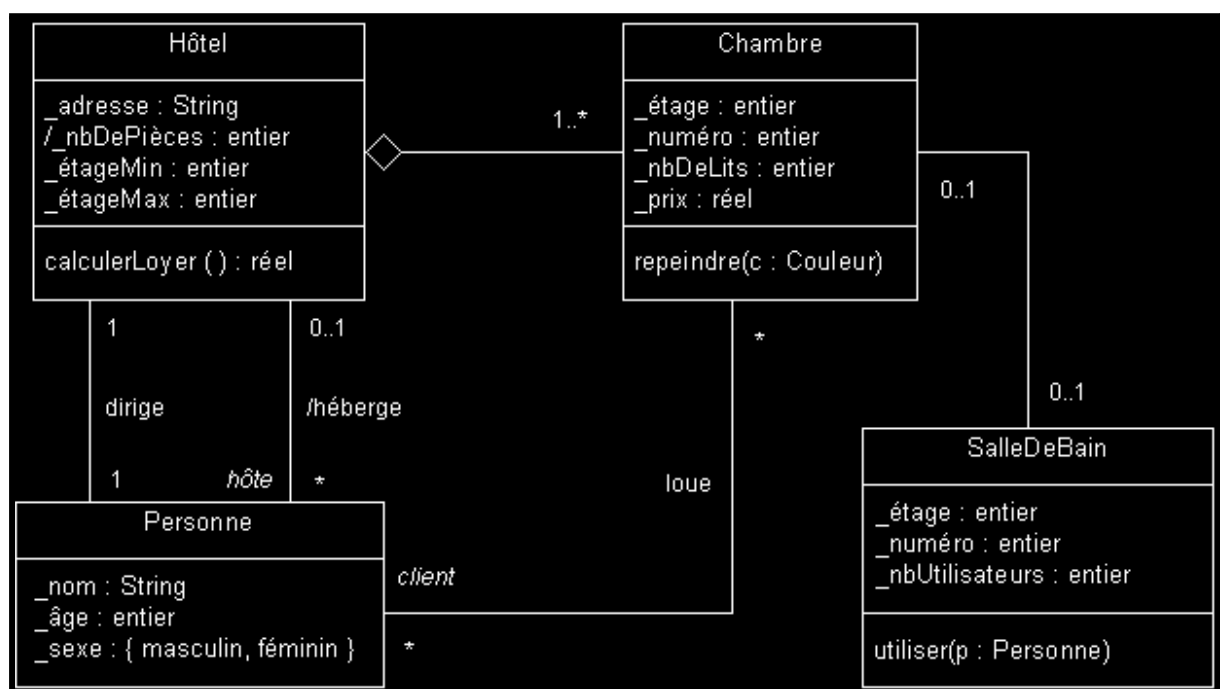 Hôtel
_adresse : String
/_nbDePièces : entier
_étageMin : entier
_étageMax : entier
calculerLoyer () : réel
1..*
Chambre
_étage : entier
_numéro : entier
_nbDeLits : entier
_prix : réel
repeindre(c : Couleur)
0..1
0..1
1
dirige
1
0..1
/héberge
hôte
*
*
loue
client
*
Personne
_nom : String
_âge : entier
_sexe : { masculin, féminin }
SalleDeBain
_étage : entier
_numéro : entier
_nbUtilisateurs : entier
utiliser(p : Personne)